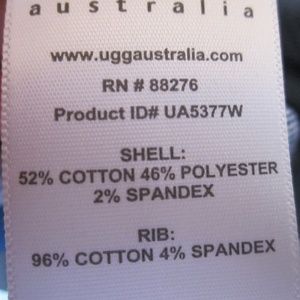 australia
www.uggaustralia.com
RN # 88276
Product ID# UA5377W
SHELL:
52% COTTON 46% POLYESTER
2% SPANDEX
RIB:
96% COTTON 4% SPANDEX